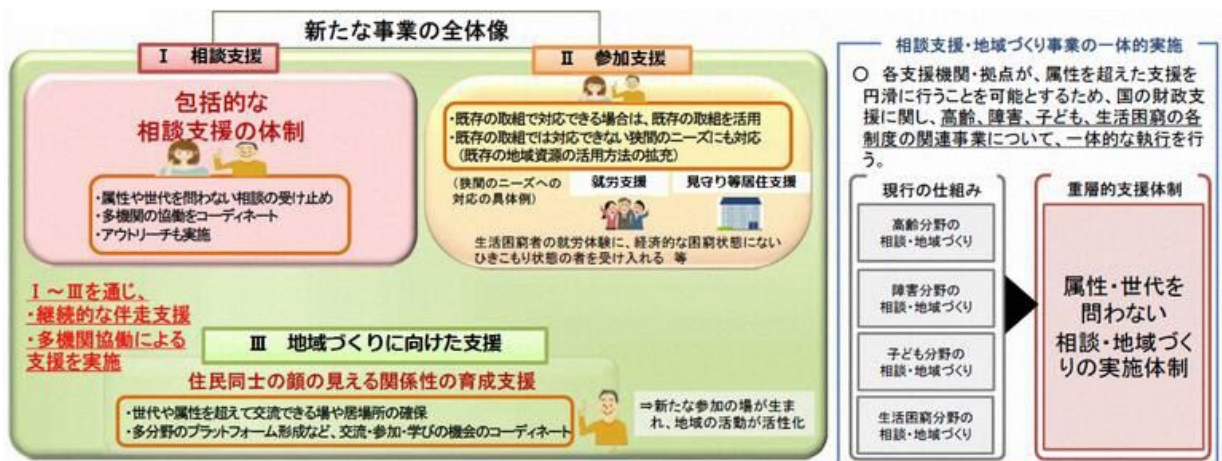 新たな事業の全体像
Ⅰ 相談支援
包括的な
相談支援の体制
・属性や世代を問わない相談の受け止め
・多機関の協働をコーディネート
・アウトリーチも実施
Ⅱ 参加支援
・既存の取組で対応できる場合は、既存の取組を活用
・既存の取組では対応できない狭間のニーズにも対応
(既存の地域資源の活用方法の拡充)
(狭間のニーズへの
対応の具体例)
就労支援
見守り等居住支援
生活困窮者の就労体験に、経済的な困窮状態にない
ひきこもり状態の者を受け入れる 等
Ⅰ～Ⅲを通じ、
・継続的な伴走支援
・多機関協働による
支援を実施
Ⅲ 地域づくりに向けた支援
住民同士の顔の見える関係性の育成支援
・世代や属性を超えて交流できる場や居場所の確保
・多分野のプラットフォーム形成など、交流・参加・学びの機会のコーディネート
⇒新たな参加の場が生ま
れ、地域の活動が活性化
相談支援・地域づくり事業の一体的実施
○ 各支援機関・拠点が、属性を超えた支援を
円滑に行うことを可能とするため、国の財政支
援に関し、高齢、障害、子ども、生活困窮の各
制度の関連事業について、一体的な執行を行
う。
現行の仕組み
高齢分野の
相談・地域づくり
障害分野の
相談・地域づくり
子ども分野の
相談・地域づくり
生活困窮分野の
相談・地域づくり
重層的支援体制
属性・世代を
問わない
相談・地域づく
りの実施体制